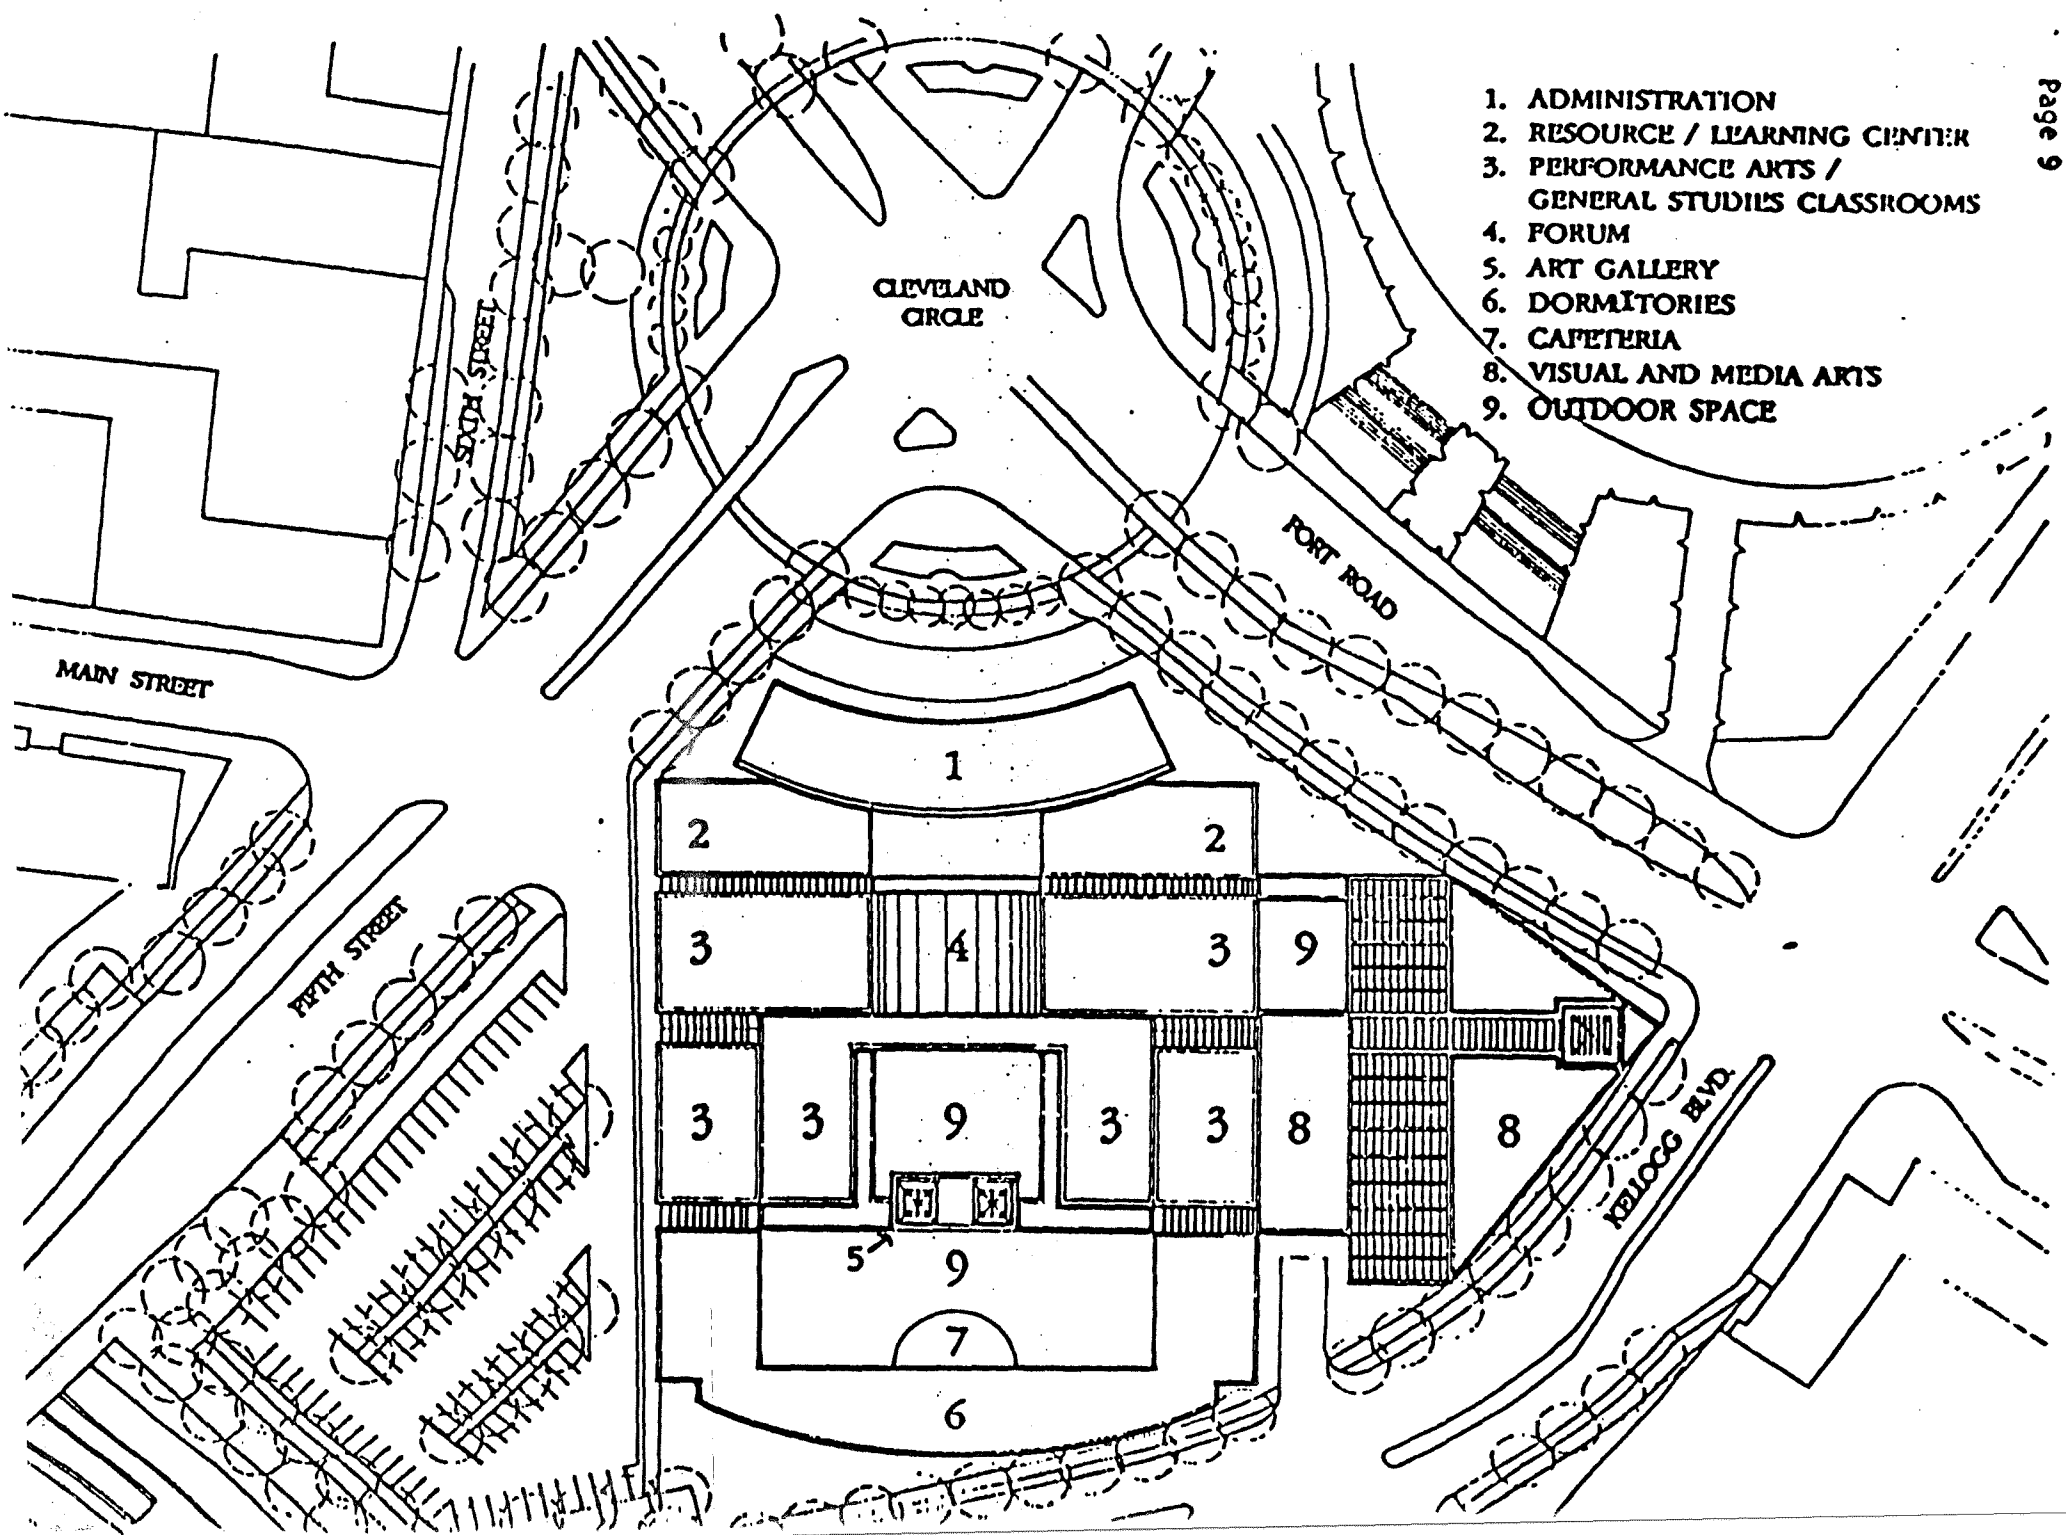 Page 9
1. ADMINISTRATION
2. RESOURCE / LEARNING CENTER
3. PERFORMANCE ARTS /
GENERAL STUDIES CLASSROOMS
4. FORUM
5. ART GALLERY
6. DORMITORIES
7. CAFETERIA
8. VISUAL AND MEDIA ARTS
9. OUTDOOR SPACE
CLEVELAND
CIRCLE
STREET
FORT ROAD
MAIN STREET
FIFTH STREET
KELLOGG BLVD.
1
2
2
3
4
3
9
3
3
9
3
3
8
8
5
9
7
6